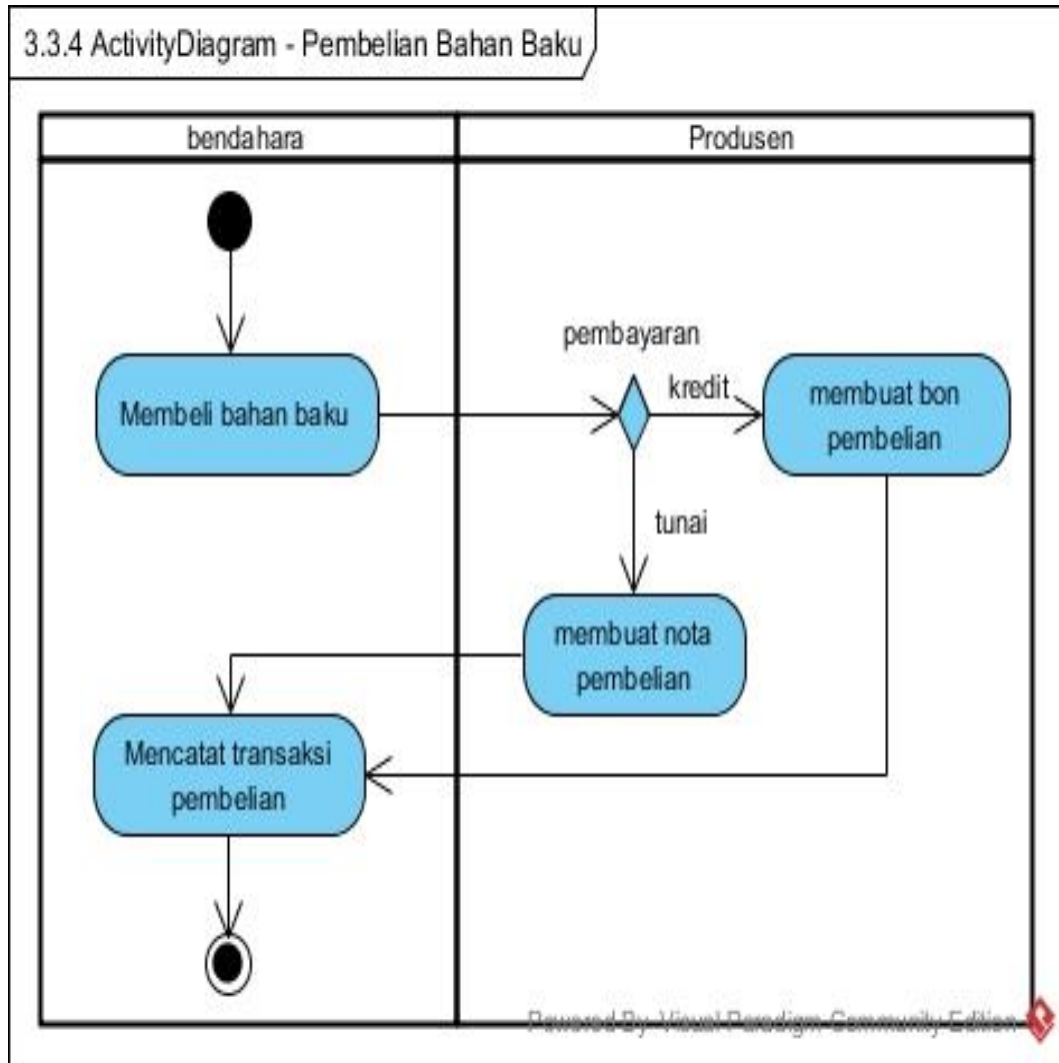 3.3.4 ActivityDiagram - Pembelian Bahan Baku
bendahara
Produsen
pembayaran
Membeli bahan baku
kredit
membuat bon
pembelian
tunai
membuat nota
pembelian
Mencatat transaksi
pembelian
Powered By Visual Paradigm Community Edition